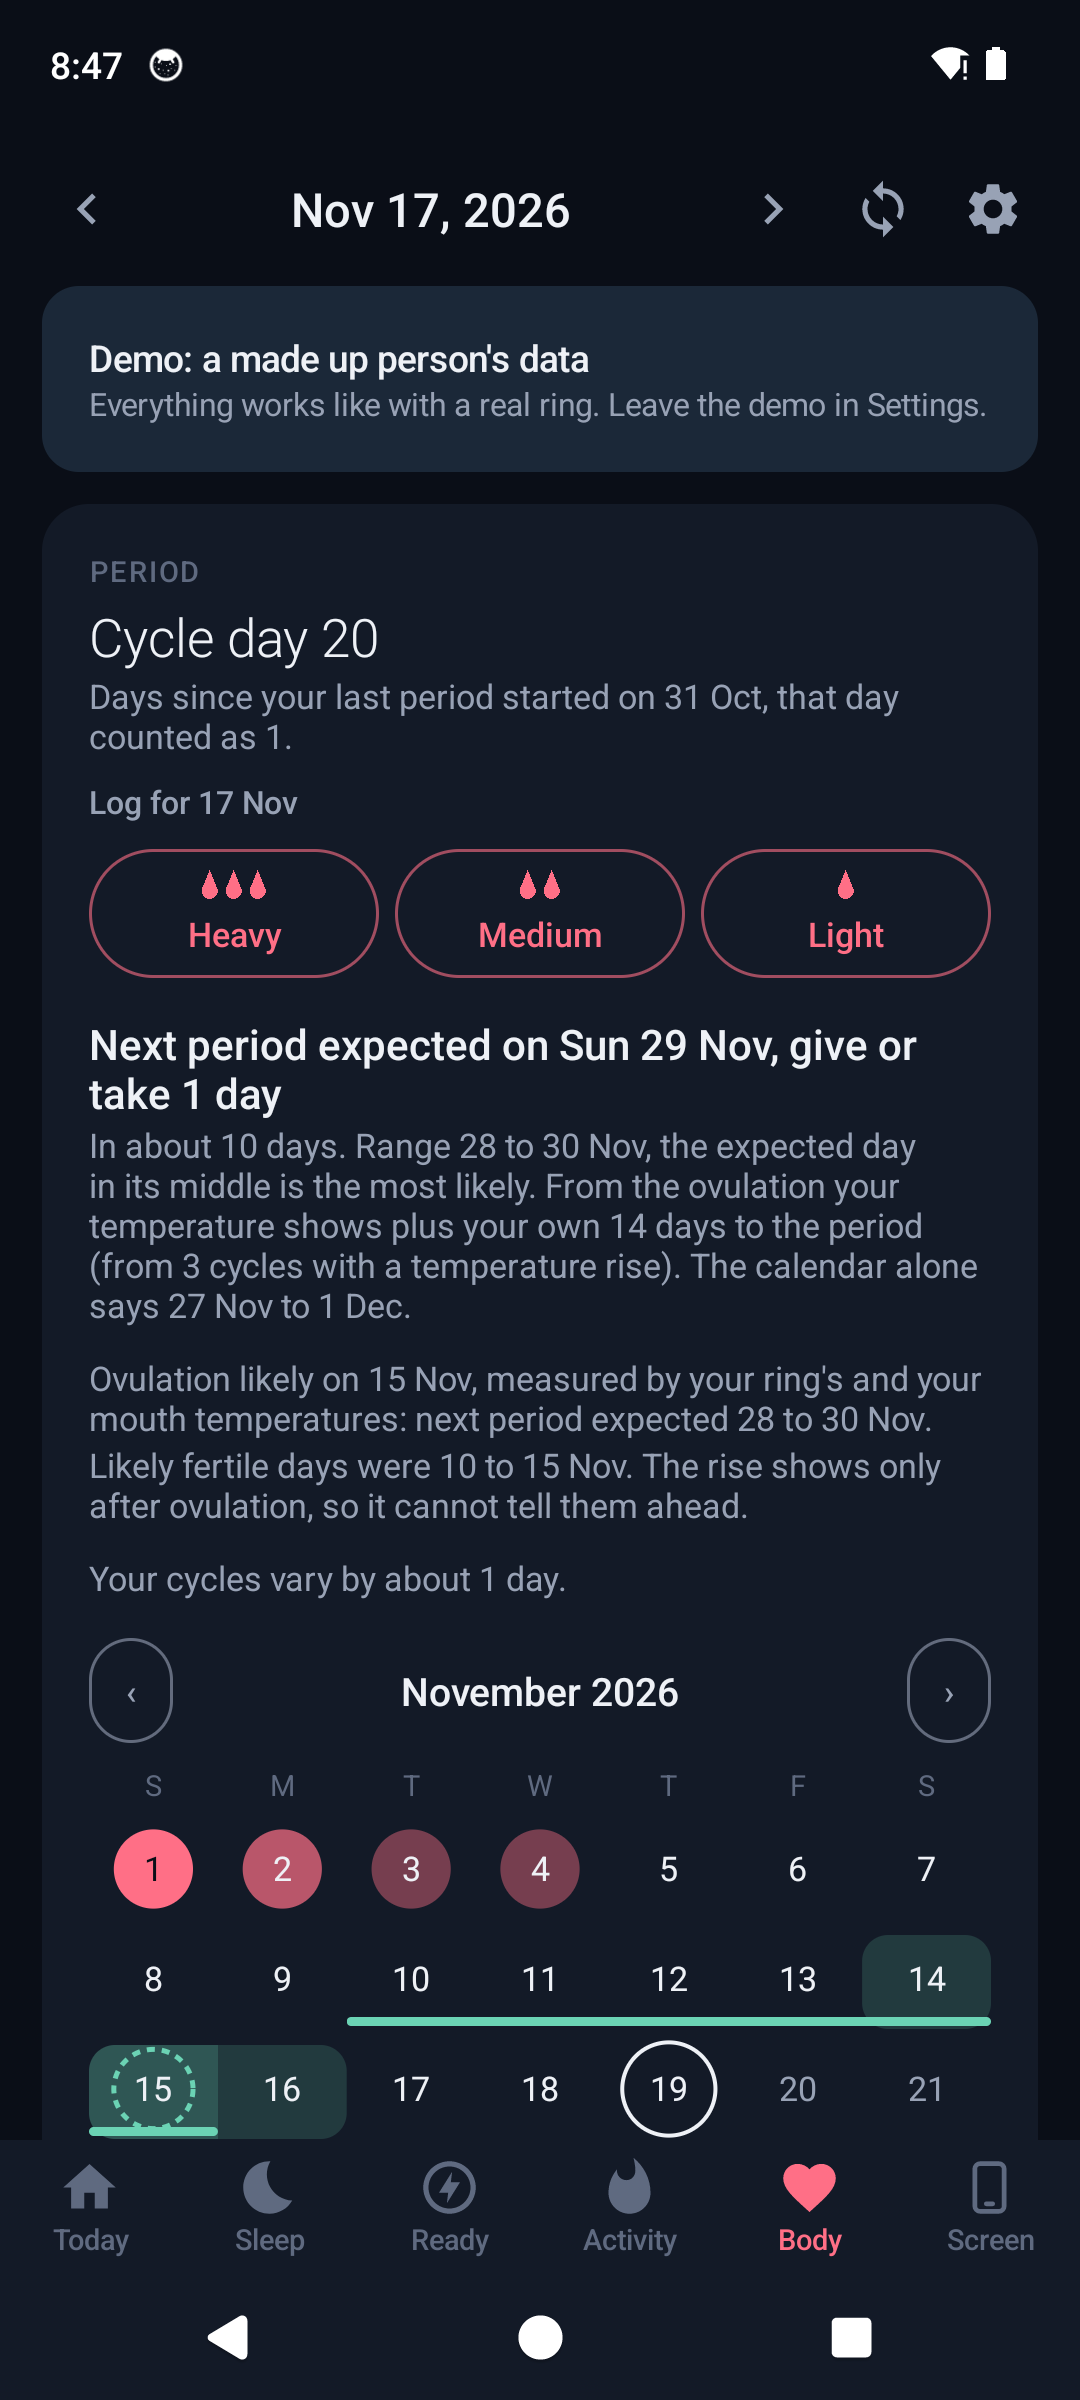 8:47
Nov 17, 2026
Demo: a made up person's data
Everything works like with a real ring. Leave the demo in Settings.
PERIOD
Cycle day 20
Days since your last period started on 31 Oct, that day
counted as 1.
Log for 17 Nov
Heavy
Medium
Light
Next period expected on Sun 29 Nov, give or
take 1 day
In about 10 days. Range 28 to 30 Nov, the expected day
in its middle is the most likely. From the ovulation your
temperature shows plus your own 14 days to the period
(from 3 cycles with a temperature rise). The calendar alone
says 27 Nov to 1 Dec.
Ovulation likely on 15 Nov, measured by your ring's and your
mouth temperatures: next period expected 28 to 30 Nov.
Likely fertile days were 10 to 15 Nov. The rise shows only
after ovulation, so it cannot tell them ahead.
Your cycles vary by about 1 day.
‹ November 2026 ›
S M T W T F S
1 2 3 4 5 6 7
8 9 10 11 12 13 14
15 16 17 18 19 20 21
Today Sleep Ready Activity Body Screen